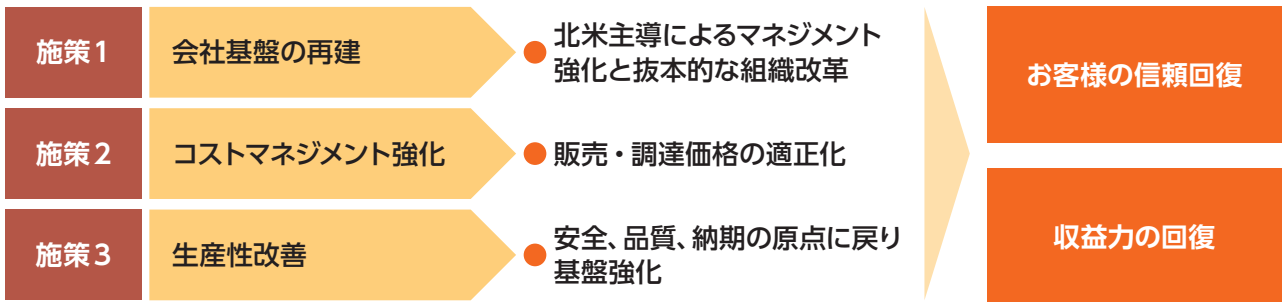 施策1
会社基盤の再建
● 北米主導によるマネジメント
強化と抜本的な組織改革
施策2
コストマネジメント強化
● 販売・調達価格の適正化
施策3
生産性改善
● 安全、品質、納期の原点に戻り
基盤強化
お客様の信頼回復
収益力の回復